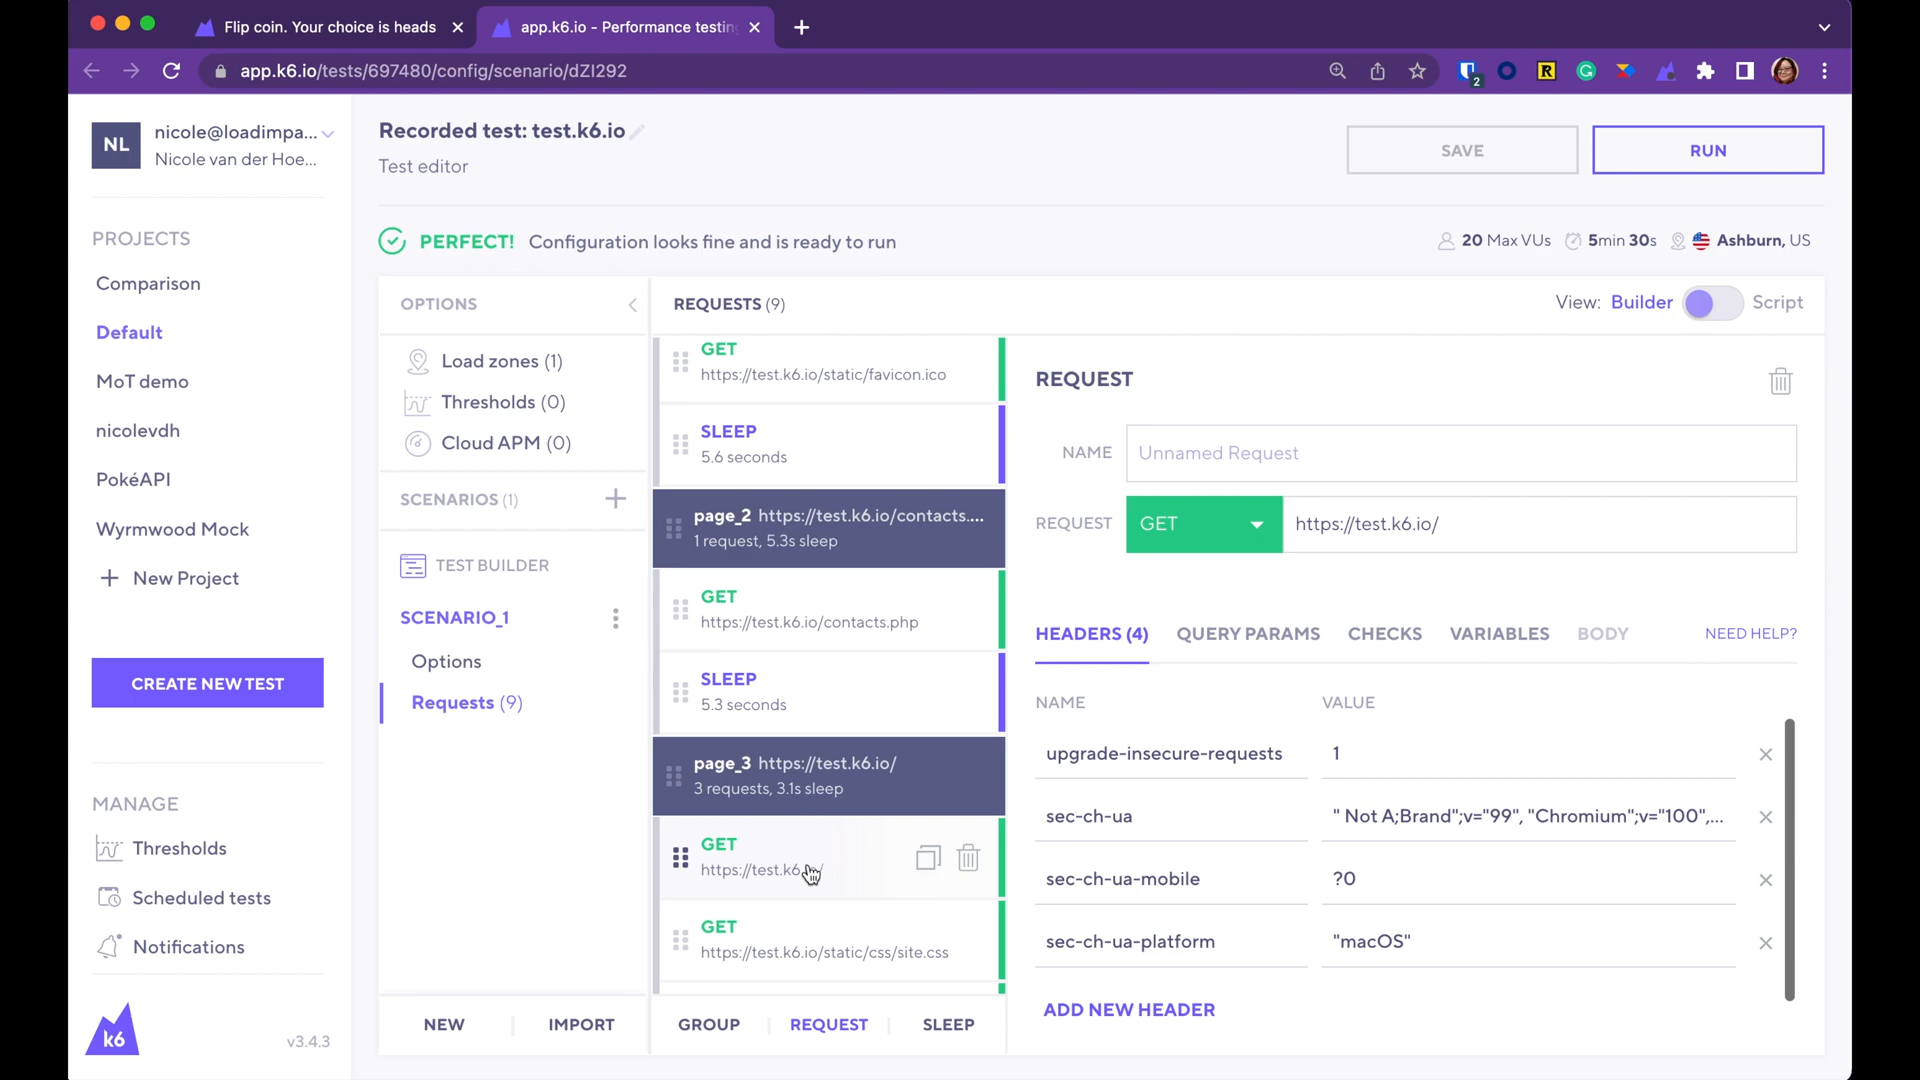 Flip coin. Your choice is heads
app.k6.io - Performance testin
app.k6.io/tests/697480/config/scenario/dZI292
2
R
NL
nicole@loadimpa...
Nicole van der Hoe...
Recorded test: test.k6.io
Test editor
SAVE
RUN
PROJECTS
Comparison
Default
MoT demo
nicolevdh
PokéAPI
Wyrmwood Mock
New Project
CREATE NEW TEST
MANAGE
Thresholds
Scheduled tests
Notifications
k6
v3.4.3
PERFECT! Configuration looks fine and is ready to run
20 Max VUs
5min 30s
Ashburn, US
OPTIONS
Load zones (1)
Thresholds (0)
Cloud APM (0)
SCENARIOS (1)
TEST BUILDER
SCENARIO_1
Options
Requests (9)
NEW
IMPORT
REQUESTS (9)
View: Builder Script
GET
https://test.k6.io/static/favicon.ico
SLEEP
5.6 seconds
page_2 https://test.k6.io/contacts....
1 request, 5.3s sleep
GET
https://test.k6.io/contacts.php
SLEEP
5.3 seconds
page_3 https://test.k6.io/
3 requests, 3.1s sleep
GET
https://test.k6
GET
https://test.k6.io/static/css/site.css
GROUP
REQUEST
SLEEP
REQUEST
NAME
Unnamed Request
REQUEST
GET
https://test.k6.io/
HEADERS (4)
QUERY PARAMS
CHECKS
VARIABLES
BODY
NEED HELP?
NAME
VALUE
upgrade-insecure-requests
1
sec-ch-ua
" Not A;Brand";v="99", "Chromium";v="100",...
sec-ch-ua-mobile
?0
sec-ch-ua-platform
"macOS"
ADD NEW HEADER